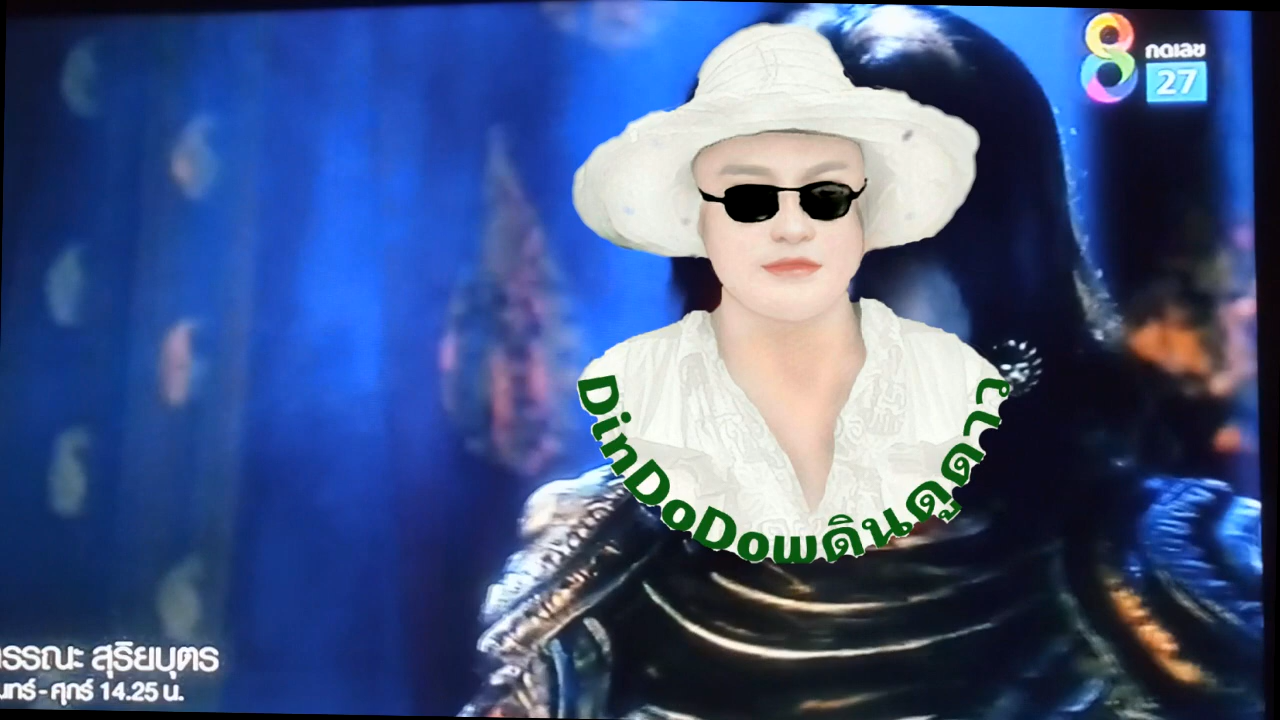 กดเลข
27
DinDoDowดินดูดาว
รรณะ สุริยบุตร
นทร์ - ศุกร์ 14.25 น.